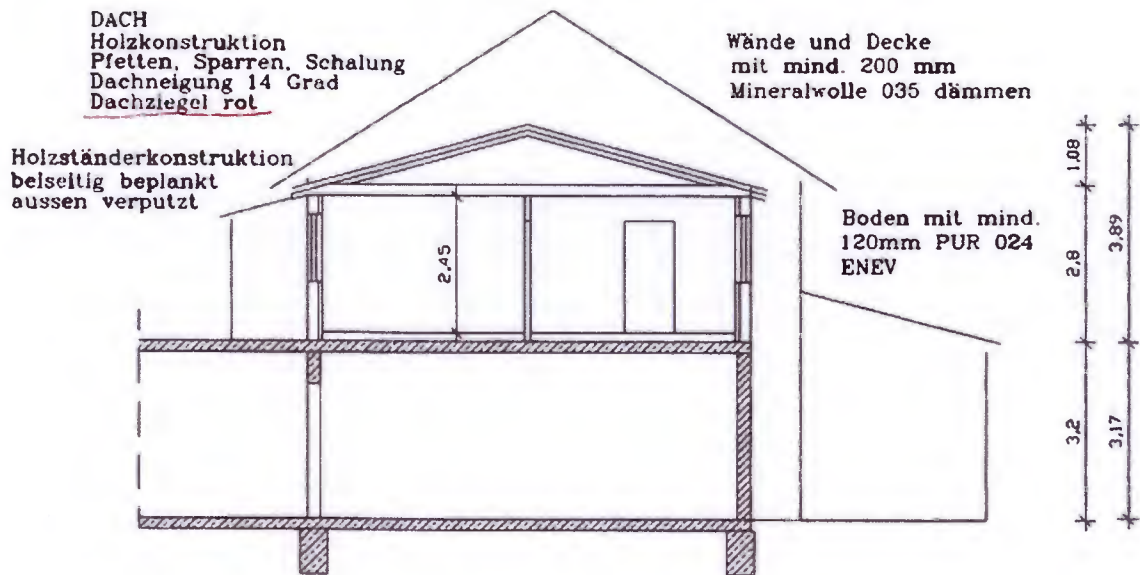 DACH
Holzkonstruktion
Pfetten, Sparren, Schalung
Dachneigung 14 Grad
Dachziegel rot
Wände und Decke
mit mind. 200 mm
Mineralwolle 035 dämmen
Holzständerkonstruktion
beiseitig beplankt
aussen verputzt
Boden mit mind.
120mm PUR 024
ENEV
2,45
1,08
2,8
3,89
3,2
3,17